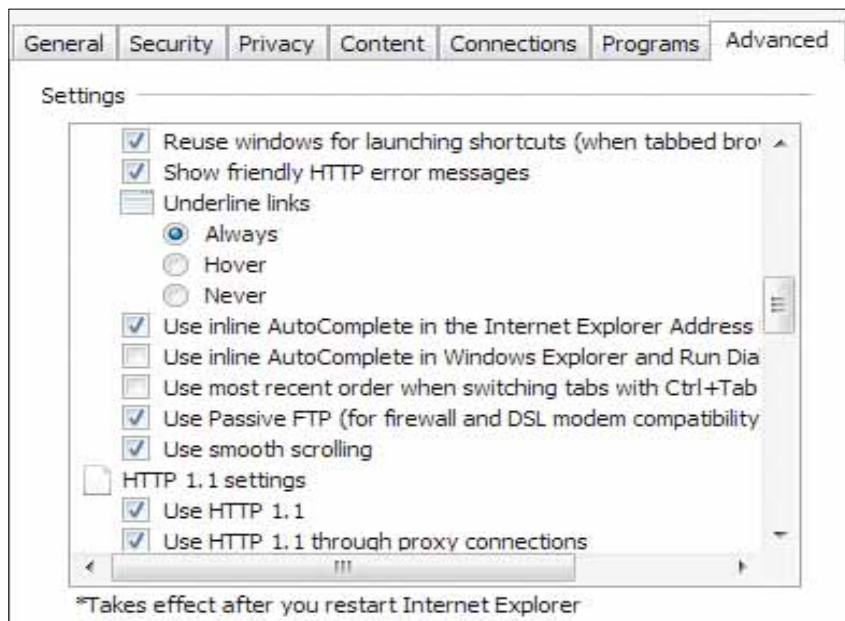 General Security Privacy Content Connections Programs Advanced
Settings
Reuse windows for launching shortcuts (when tabbed bro
Show friendly HTTP error messages
Underline links
Always
Hover
Never
Use inline AutoComplete in the Internet Explorer Address
Use inline AutoComplete in Windows Explorer and Run Dia
Use most recent order when switching tabs with Ctrl+Tab
Use Passive FTP (for firewall and DSL modem compatibility
Use smooth scrolling
HTTP 1.1 settings
Use HTTP 1.1
Use HTTP 1.1 through proxy connections
*Takes effect after you restart Internet Explorer